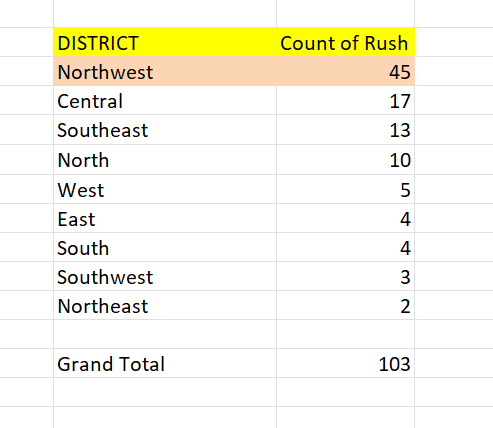 DISTRICT Count of Rush
Northwest 45
Central 17
Southeast 13
North 10
West 5
East 4
South 4
Southwest 3
Northeast 2
Grand Total 103